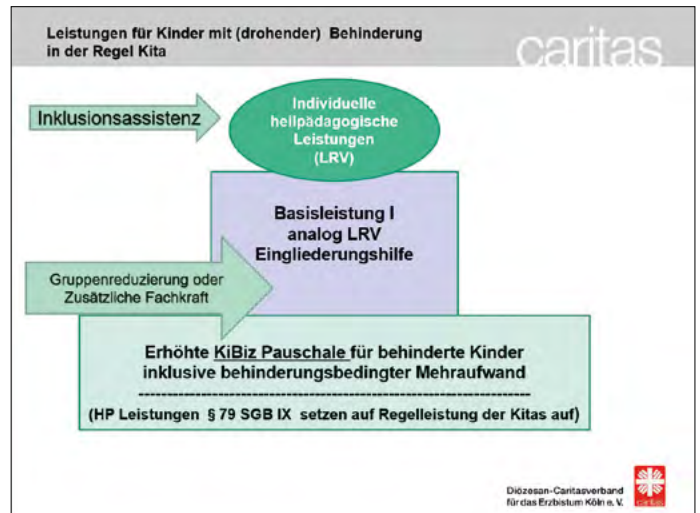 Leistungen für Kinder mit (drohender) Behinderung
in der Regel Kita
caritas
Inklusionsassistenz
Individuelle
heilpädagogische
Leistungen
(LRV)
Basisleistung I
analog LRV
Eingliederungshilfe
Gruppenreduzierung oder
Zusätzliche Fachkraft
Erhöhte KiBiz Pauschale für behinderte Kinder
inklusive behinderungsbedingter Mehraufwand
(HP Leistungen § 79 SGB IX setzen auf Regelleistung der Kitas auf)
Diözesan-Caritasverband
für das Erzbistum Köln e. V.